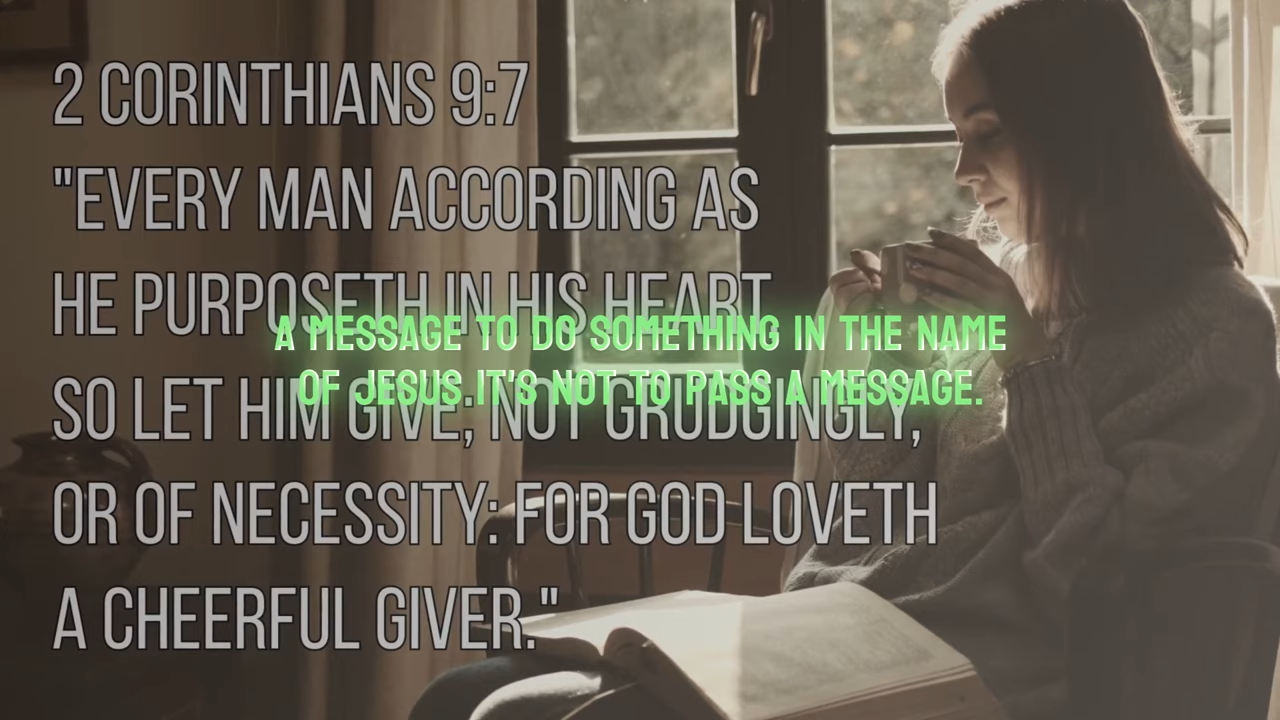 2 CORINTHIANS 9:7
"EVERY MAN ACCORDING AS
HE PURPOSETH IN HIS HEART
SO LET HIM GIVE; NOT GRUDGINGLY,
OR OF NECESSITY: FOR GOD LOVETH
A CHEERFUL GIVER."
A MESSAGE TO DO SOMETHING IN THE NAME
OF JESUS IT'S NOT TO PASS A MESSAGE.